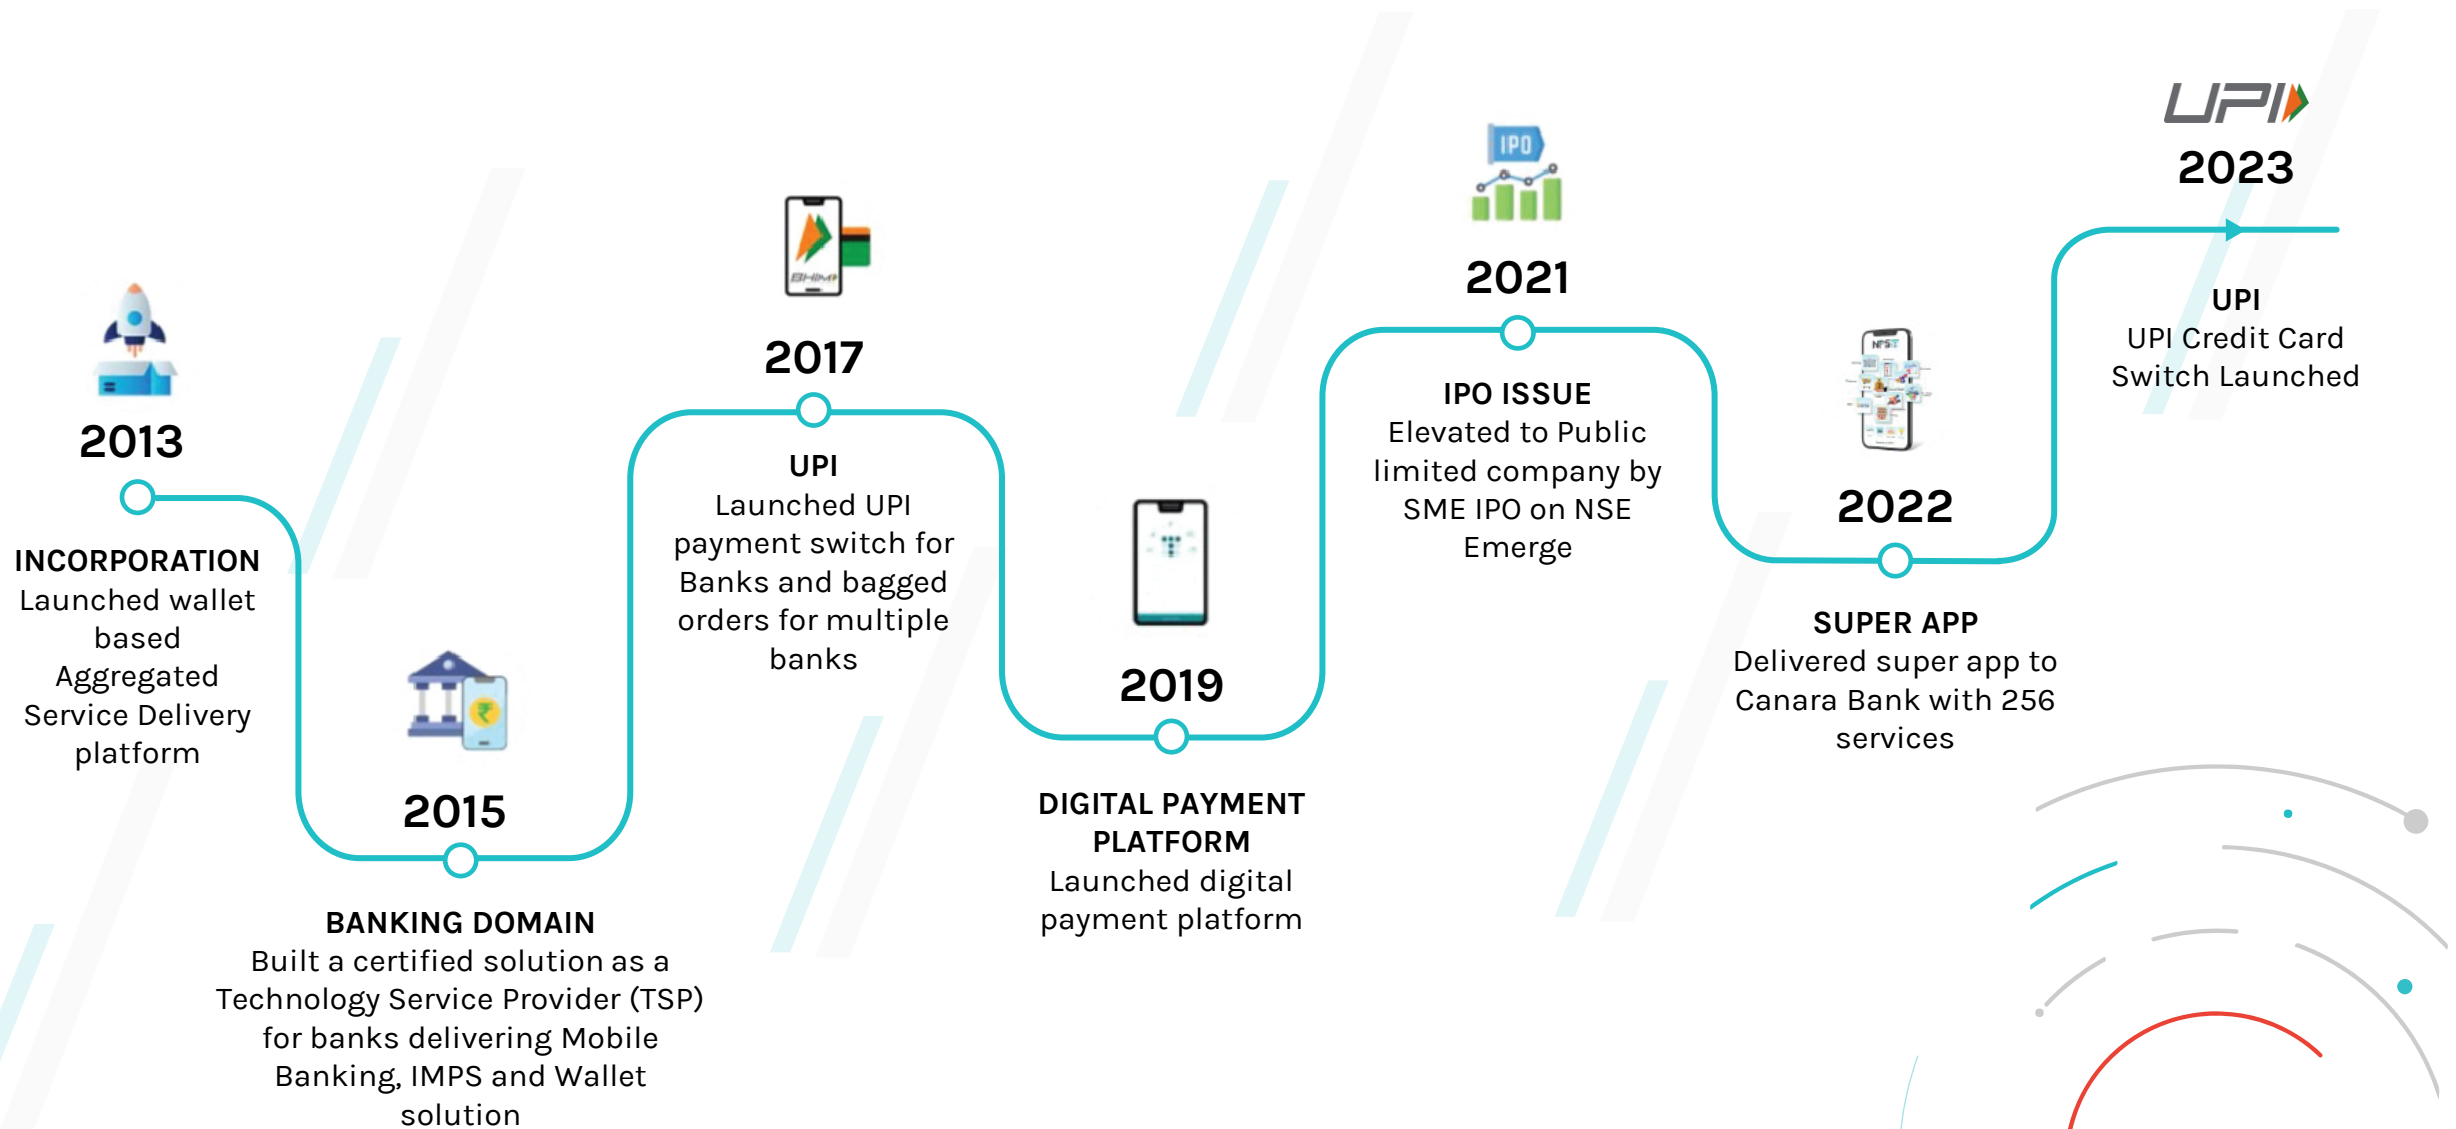 2013
INCORPORATION
Launched wallet
based
Aggregated
Service Delivery
platform
2015
BANKING DOMAIN
Built a certified solution as a
Technology Service Provider (TSP)
for banks delivering Mobile
Banking, IMPS and Wallet
solution
BHIM
2017
UPI
Launched UPI
payment switch for
Banks and bagged
orders for multiple
banks
2019
DIGITAL PAYMENT
PLATFORM
Launched digital
payment platform
IPO
2021
IPO ISSUE
Elevated to Public
limited company by
SME IPO on NSE
Emerge
2022
SUPER APP
Delivered super app to
Canara Bank with 256
services
UPI
2023
UPI
UPI Credit Card
Switch Launched